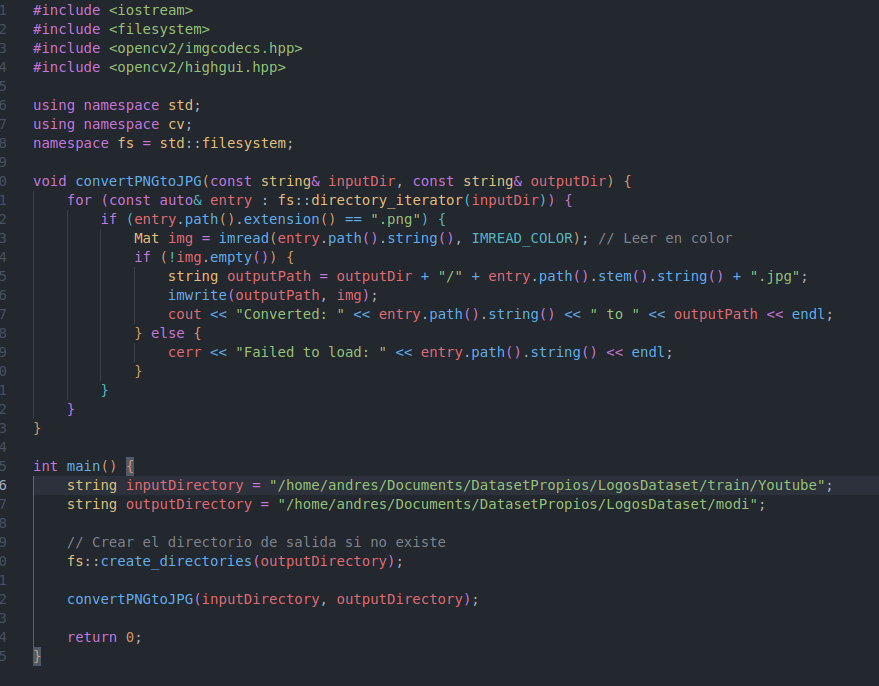 1 #include <iostream>
2 #include <filesystem>
3 #include <opencv2/imgcodecs.hpp>
4 #include <opencv2/highgui.hpp>
5
6 using namespace std;
7 using namespace cv;
8 namespace fs = std::filesystem;
9
0 void convertPNGtoJPG(const string& inputDir, const string& outputDir) {
1     for (const auto& entry : fs::directory_iterator(inputDir)) {
2         if (entry.path().extension() == ".png") {
3             Mat img = imread(entry.path().string(), IMREAD_COLOR); // Leer en color
4             if (!img.empty()) {
5                 string outputPath = outputDir + "/" + entry.path().stem().string() + ".jpg";
6                 imwrite(outputPath, img);
7                 cout << "Converted: " << entry.path().string() << " to " << outputPath << endl;
8             } else {
9                 cerr << "Failed to load: " << entry.path().string() << endl;
0             }
1         }
2     }
3 }
4
5 int main() {
6     string inputDirectory = "/home/andres/Documents/DatasetPropios/LogosDataset/train/Youtube";
7     string outputDirectory = "/home/andres/Documents/DatasetPropios/LogosDataset/modi";
8
9     // Crear el directorio de salida si no existe
0     fs::create_directories(outputDirectory);
1
2     convertPNGtoJPG(inputDirectory, outputDirectory);
3
4     return 0;
5 }